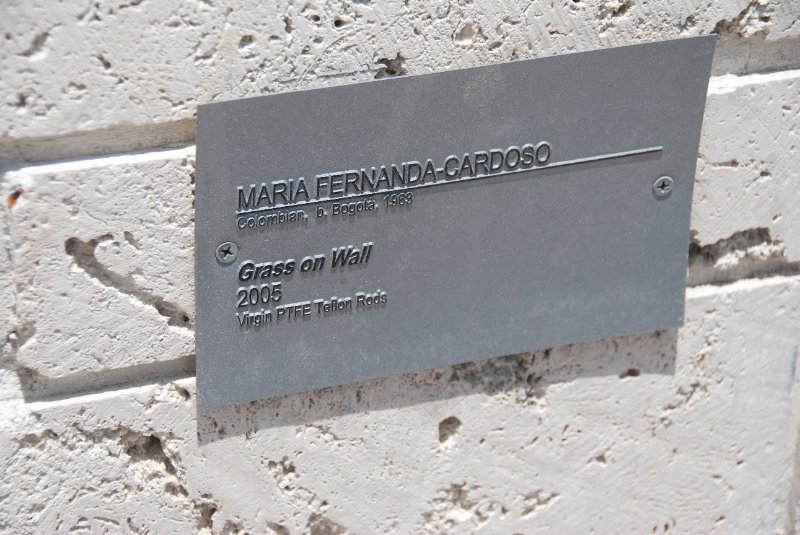 MARIA FERNANDA-CARDOSO
Colombian, b. Bogotá, 1963
Grass on Wall
2005
Virgin PTFE Teflon Rods